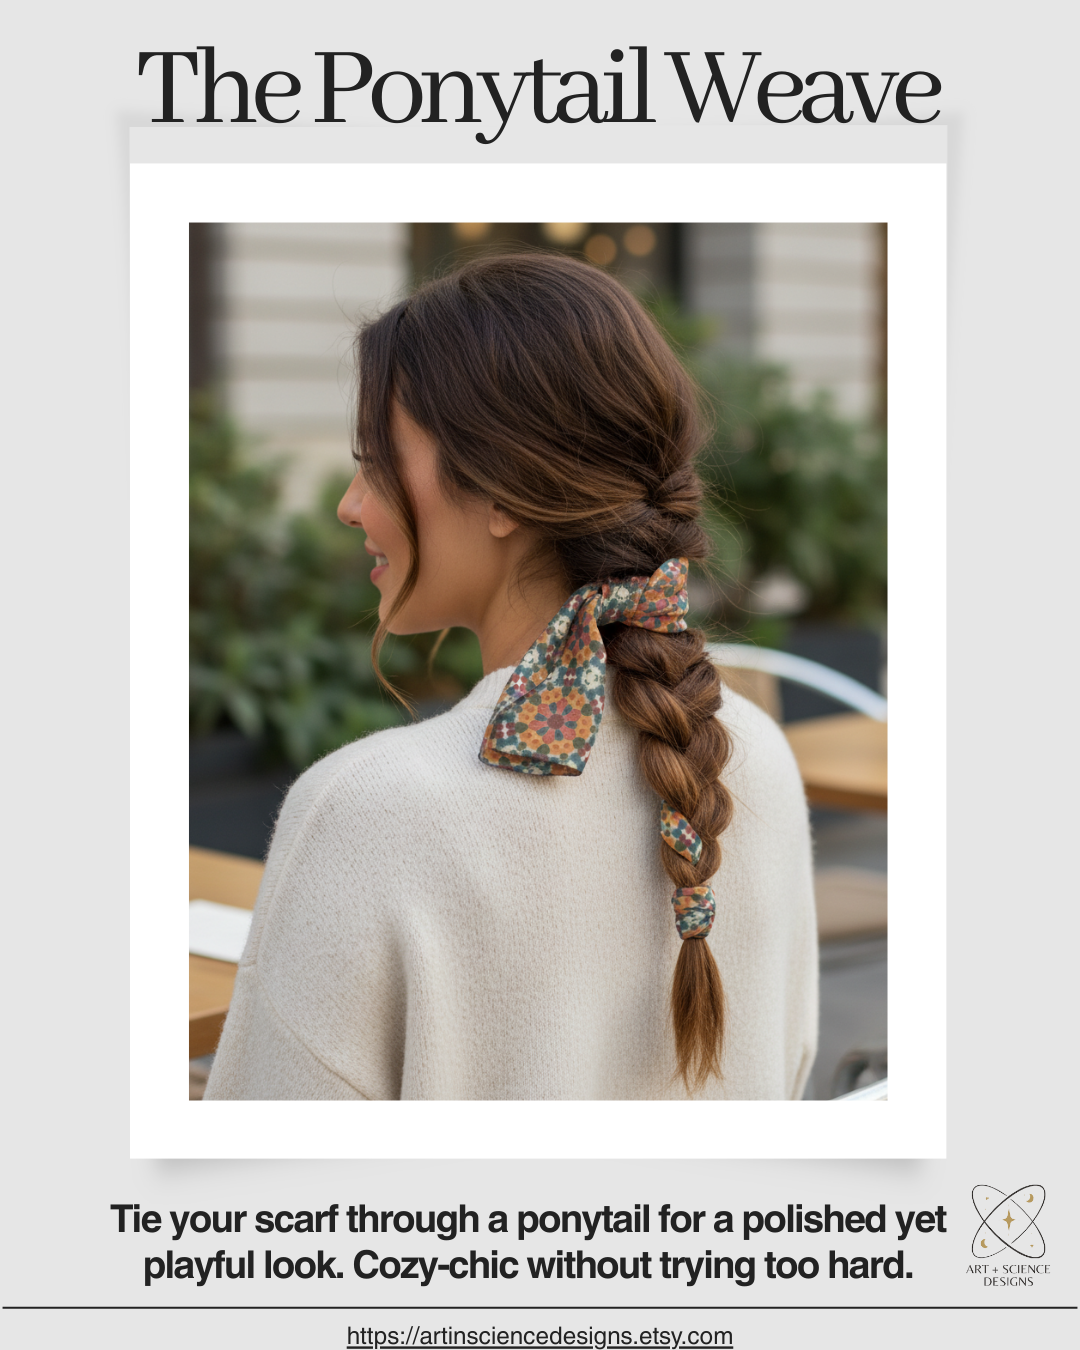 The Ponytail Weave
Tie your scarf through a ponytail for a polished yet
playful look. Cozy-chic without trying too hard.
ART + SCIENCE
DESIGNS
https://artinsciencedesigns.etsy.com